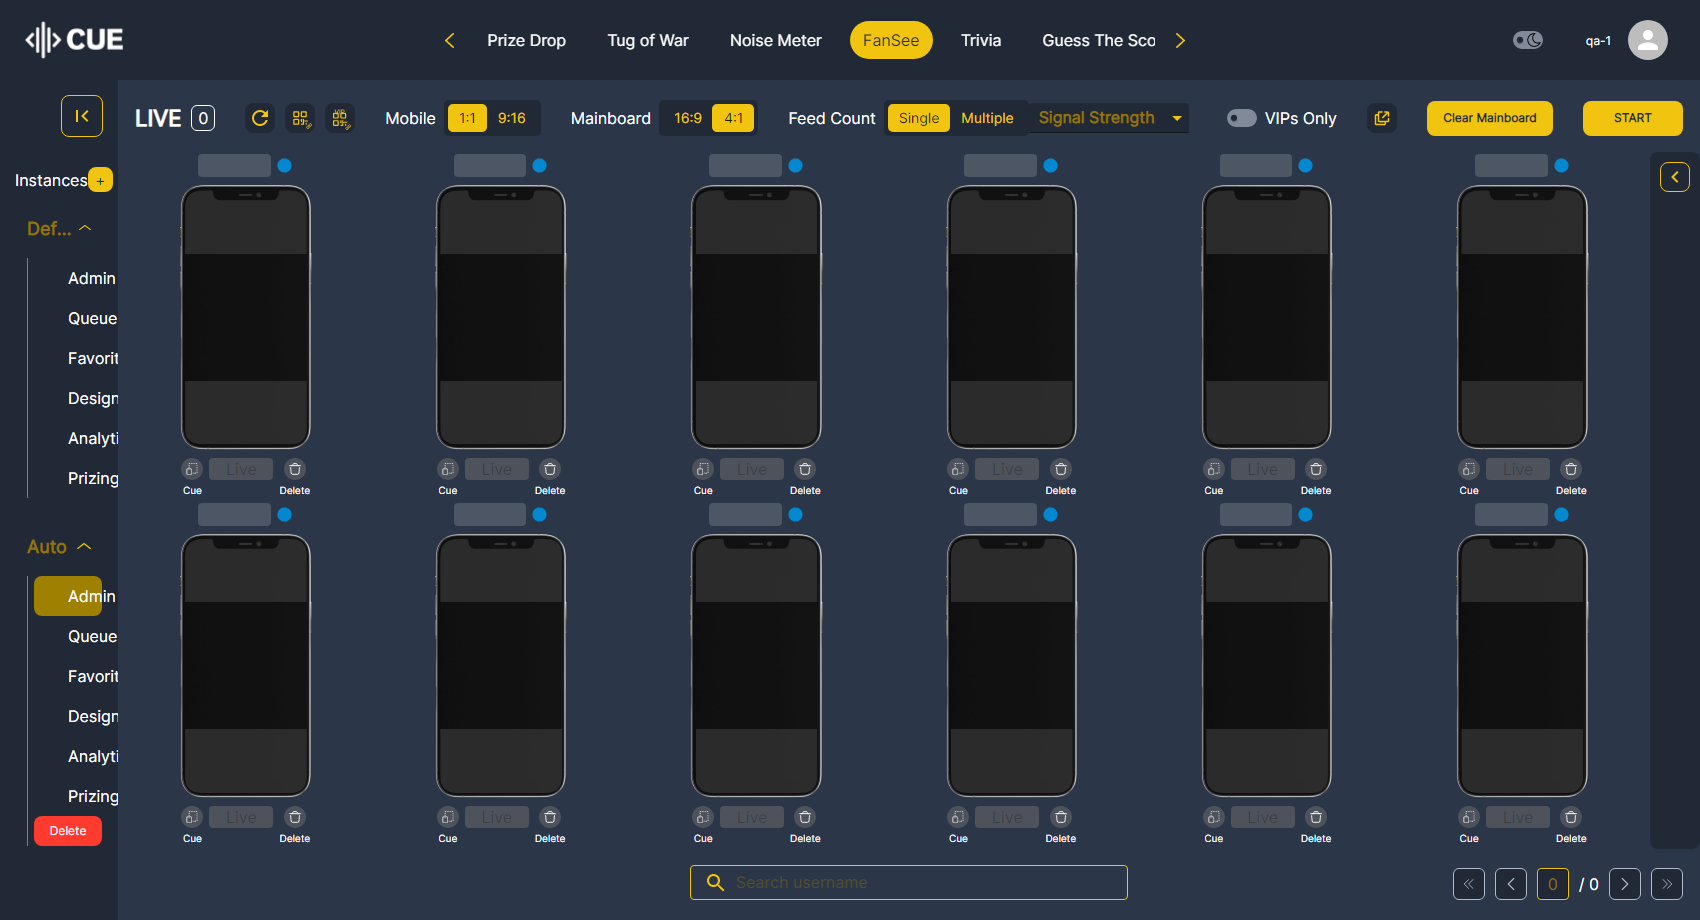 CUE
Prize Drop
Tug of War
Noise Meter
FanSee
Trivia
Guess The Sco
qa-1
LIVE 0
Mobile 1:1 9:16
Mainboard 16:9 4:1
Feed Count Single Multiple
Signal Strength
VIPs Only
Clear Mainboard
START
Instances +
Def...
Admin
Queue
Favorit
Design
Analyti
Prizing
Auto
Admin
Queue
Favorit
Design
Analyti
Prizing
Delete
Live Live Live Live Live Live
Cue Delete Cue Delete Cue Delete Cue Delete Cue Delete Cue Delete
Live Live Live Live Live Live
Cue Delete Cue Delete Cue Delete Cue Delete Cue Delete Cue Delete
Search username
0 / 0